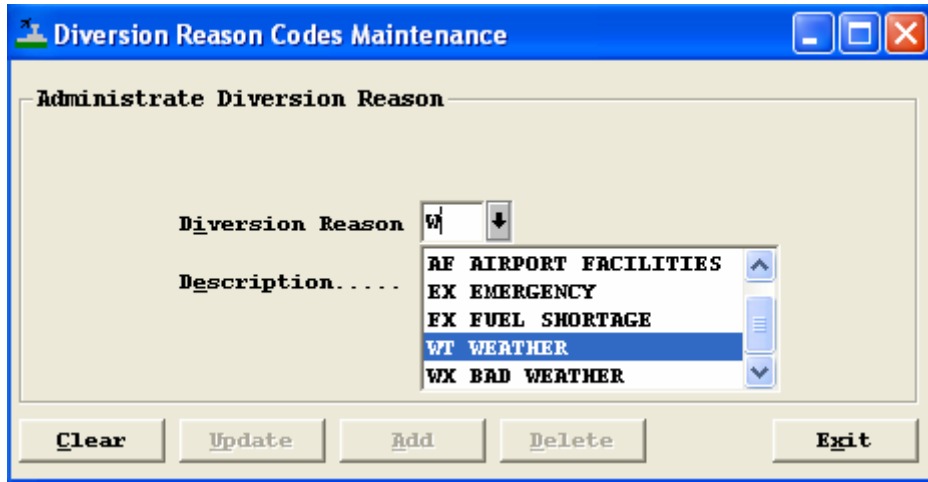 Diversion Reason Codes Maintenance
Administrate Diversion Reason
Diversion Reason W
Description.....
AF AIRPORT FACILITIES
EX EMERGENCY
FX FUEL SHORTAGE
WT WEATHER
WX BAD WEATHER
Clear Update Add Delete Exit